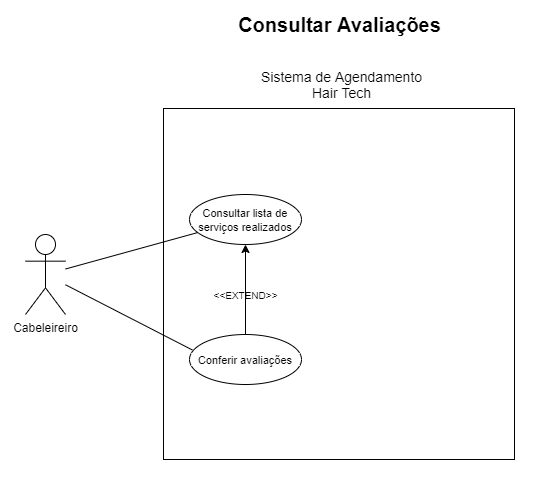 Consultar Avaliações
Sistema de Agendamento
Hair Tech
Consultar lista de
serviços realizados
<<EXTEND>>
Cabeleireiro
Conferir avaliações